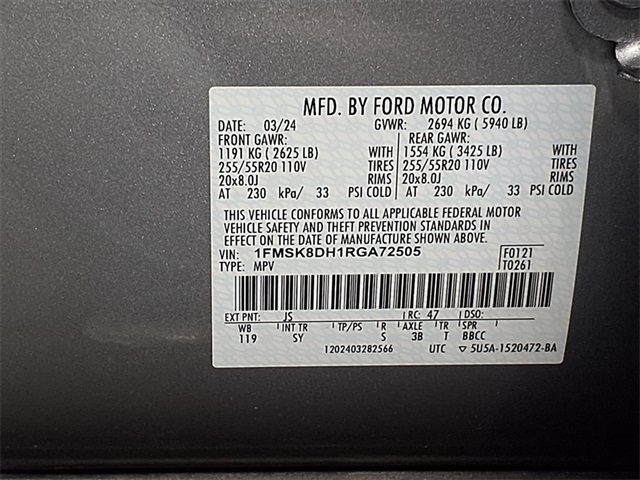 MFD. BY FORD MOTOR CO.
DATE: 03/24 GVWR: 2694 KG ( 5940 LB)
FRONT GAWR: REAR GAWR:
1191 KG ( 2625 LB) WITH 1554 KG ( 3425 LB) WITH
255/55R20 110V TIRES 255/55R20 110V TIRES
20x8.0J RIMS 20x8.0J RIMS
AT 230 kPa/ 33 PSI COLD AT 230 kPa/ 33 PSI COLD
THIS VEHICLE CONFORMS TO ALL APPLICABLE FEDERAL MOTOR
VEHICLE SAFETY AND THEFT PREVENTION STANDARDS IN
EFFECT ON THE DATE OF MANUFACTURE SHOWN ABOVE.
VIN: 1FMSK8DH1RGA72505 F0121
TYPE: MPV T0261
EXT PNT: JS RC: 47 DSO:
WB INT TR TP/PS R AXLE TR SPR
119 SY S 3B T BBCC
1202403282566 UTC ▽ 5U5A-1520472-BA